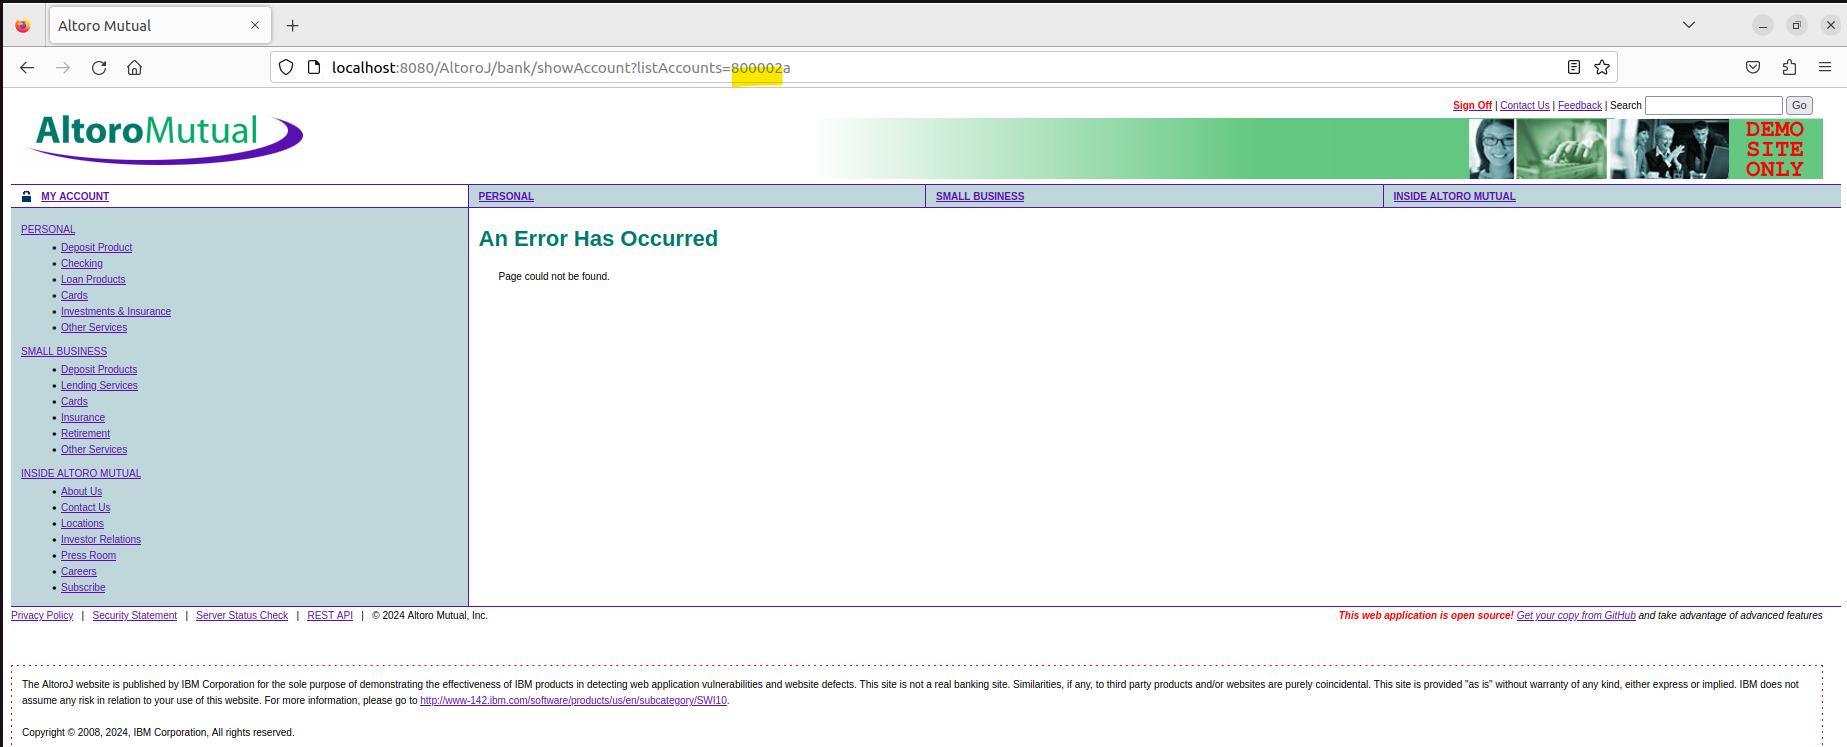 Altoro Mutual
localhost:8080/AltoroJ/bank/showAccount?listAccounts=800002a
Sign Off | Contact Us | Feedback | Search Go
AltoroMutual
DEMO
SITE
ONLY
MY ACCOUNT PERSONAL SMALL BUSINESS INSIDE ALTORO MUTUAL
PERSONAL
• Deposit Product
• Checking
• Loan Products
• Cards
• Investments & Insurance
• Other Services
SMALL BUSINESS
• Deposit Products
• Lending Services
• Cards
• Insurance
• Retirement
• Other Services
INSIDE ALTORO MUTUAL
• About Us
• Contact Us
• Locations
• Investor Relations
• Press Room
• Careers
• Subscribe
An Error Has Occurred
Page could not be found.
Privacy Policy | Security Statement | Server Status Check | REST API | © 2024 Altoro Mutual, Inc.
This web application is open source! Get your copy from GitHub and take advantage of advanced features
The AltoroJ website is published by IBM Corporation for the sole purpose of demonstrating the effectiveness of IBM products in detecting web application vulnerabilities and website defects. This site is not a real banking site. Similarities, if any, to third party products and/or websites are purely coincidental. This site is provided "as is" without warranty of any kind, either express or implied. IBM does not
assume any risk in relation to your use of this website. For more information, please go to http://www-142.ibm.com/software/products/us/en/subcategory/SWI10.
Copyright © 2008, 2024, IBM Corporation, All rights reserved.